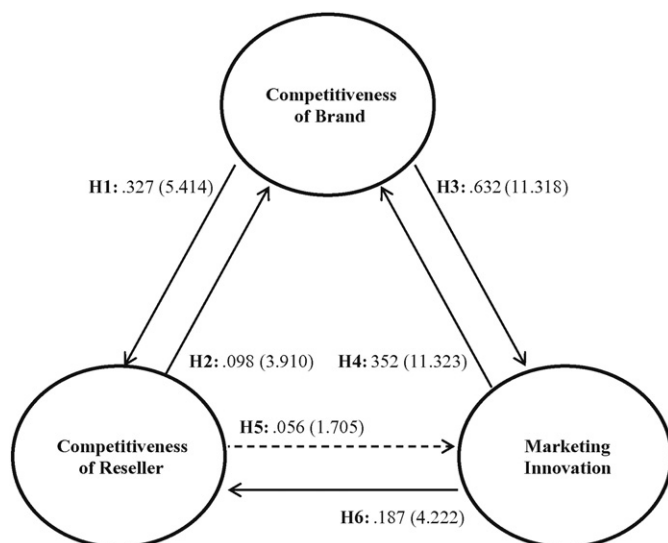 Competitiveness
of Brand
H1: .327 (5.414)
H3: .632 (11.318)
H2: .098 (3.910)
H4: 352 (11.323)
H5: .056 (1.705)
Competitiveness
of Reseller
Marketing
Innovation
H6: .187 (4.222)